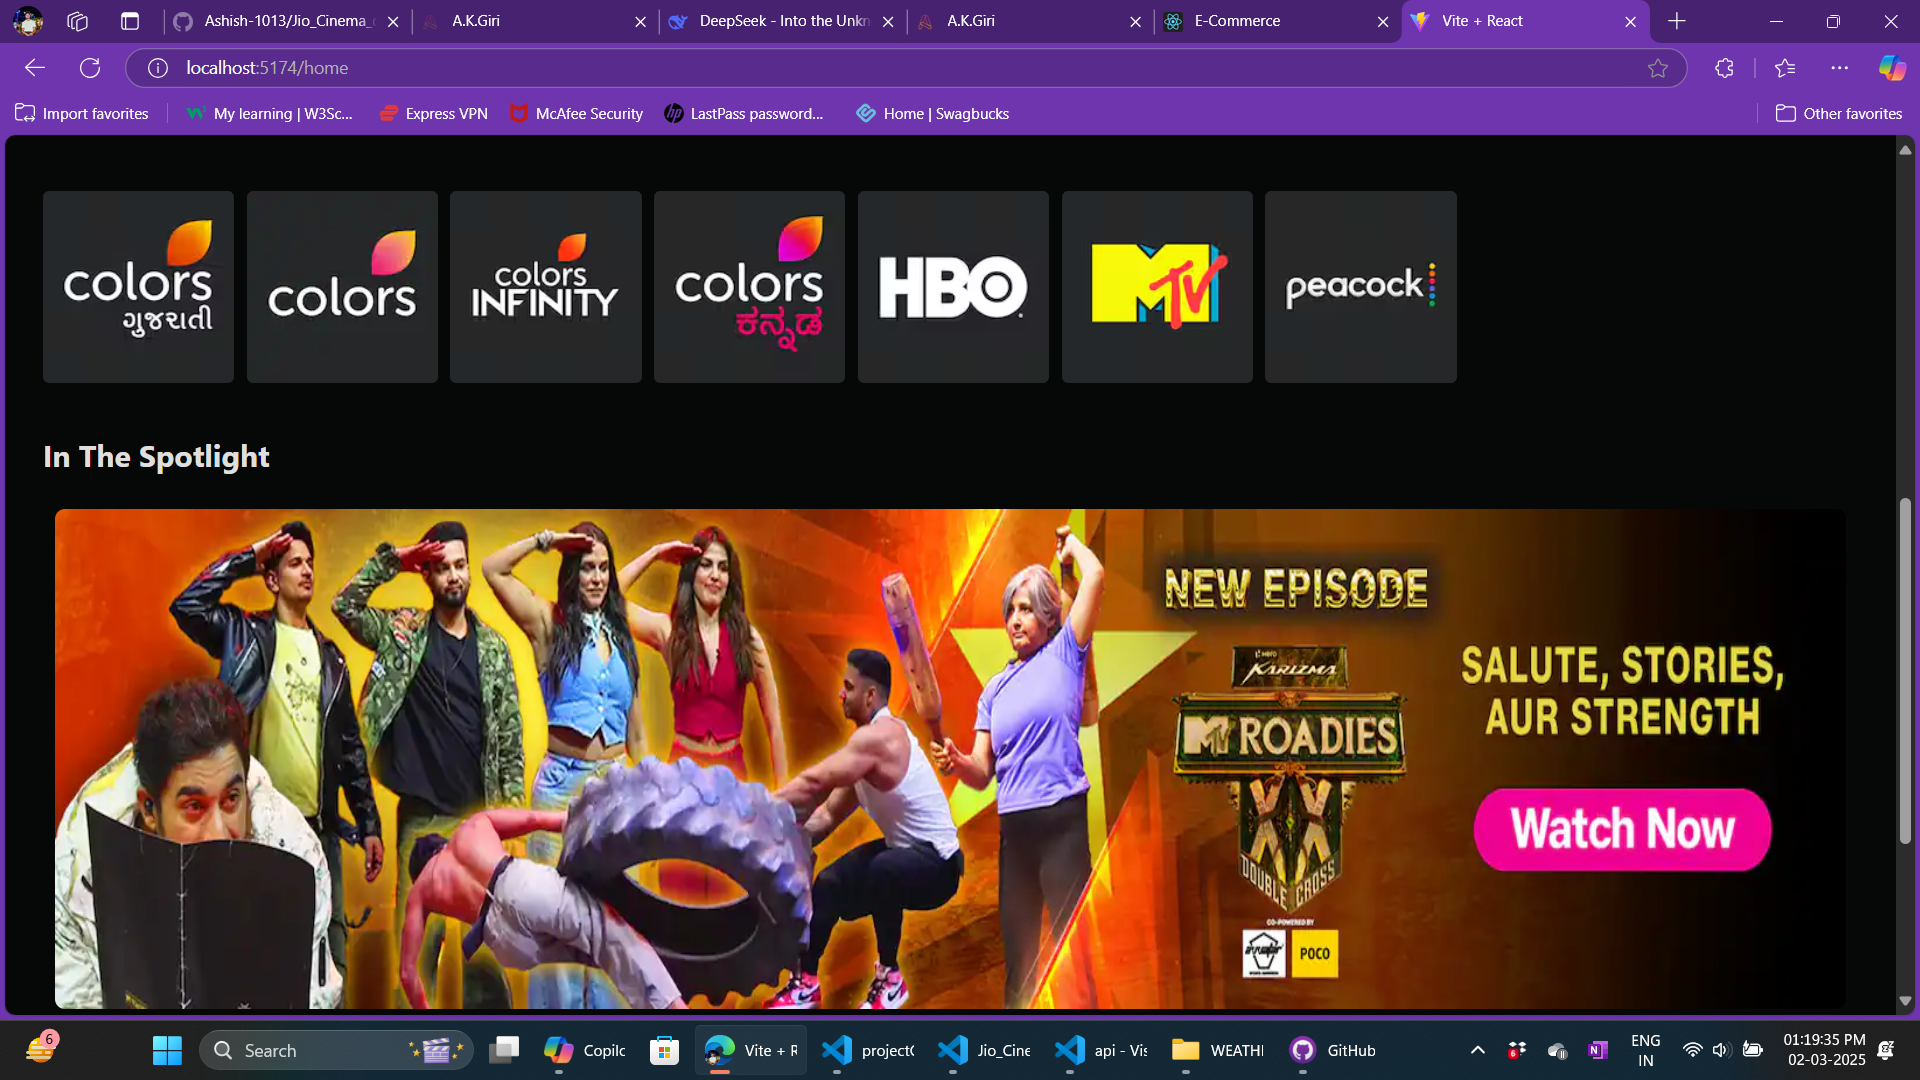 Ashish-1013/Jio_Cinema_
A.K.Giri
DeepSeek - Into the Unkn
A.K.Giri
E-Commerce
Vite + React
localhost:5174/home
Import favorites
My learning | W3Sc...
Express VPN
McAfee Security
LastPass password...
Home | Swagbucks
Other favorites
colors
ગુજરાતી
colors
colors
INFINITY
colors
ಕನ್ನಡ
HBO
MTV
peacock
In The Spotlight
NEW EPISODE
Hero
KARIZMA
MTV ROADIES
XX
DOUBLE CROSS
CO-POWERED BY
POCO
SALUTE, STORIES,
AUR STRENGTH
Watch Now
6
Search
Copilo
Vite + R
project
Jio_Cine
api - Vis
WEATHI
GitHub
6
ENG
IN
01:19:35 PM
02-03-2025